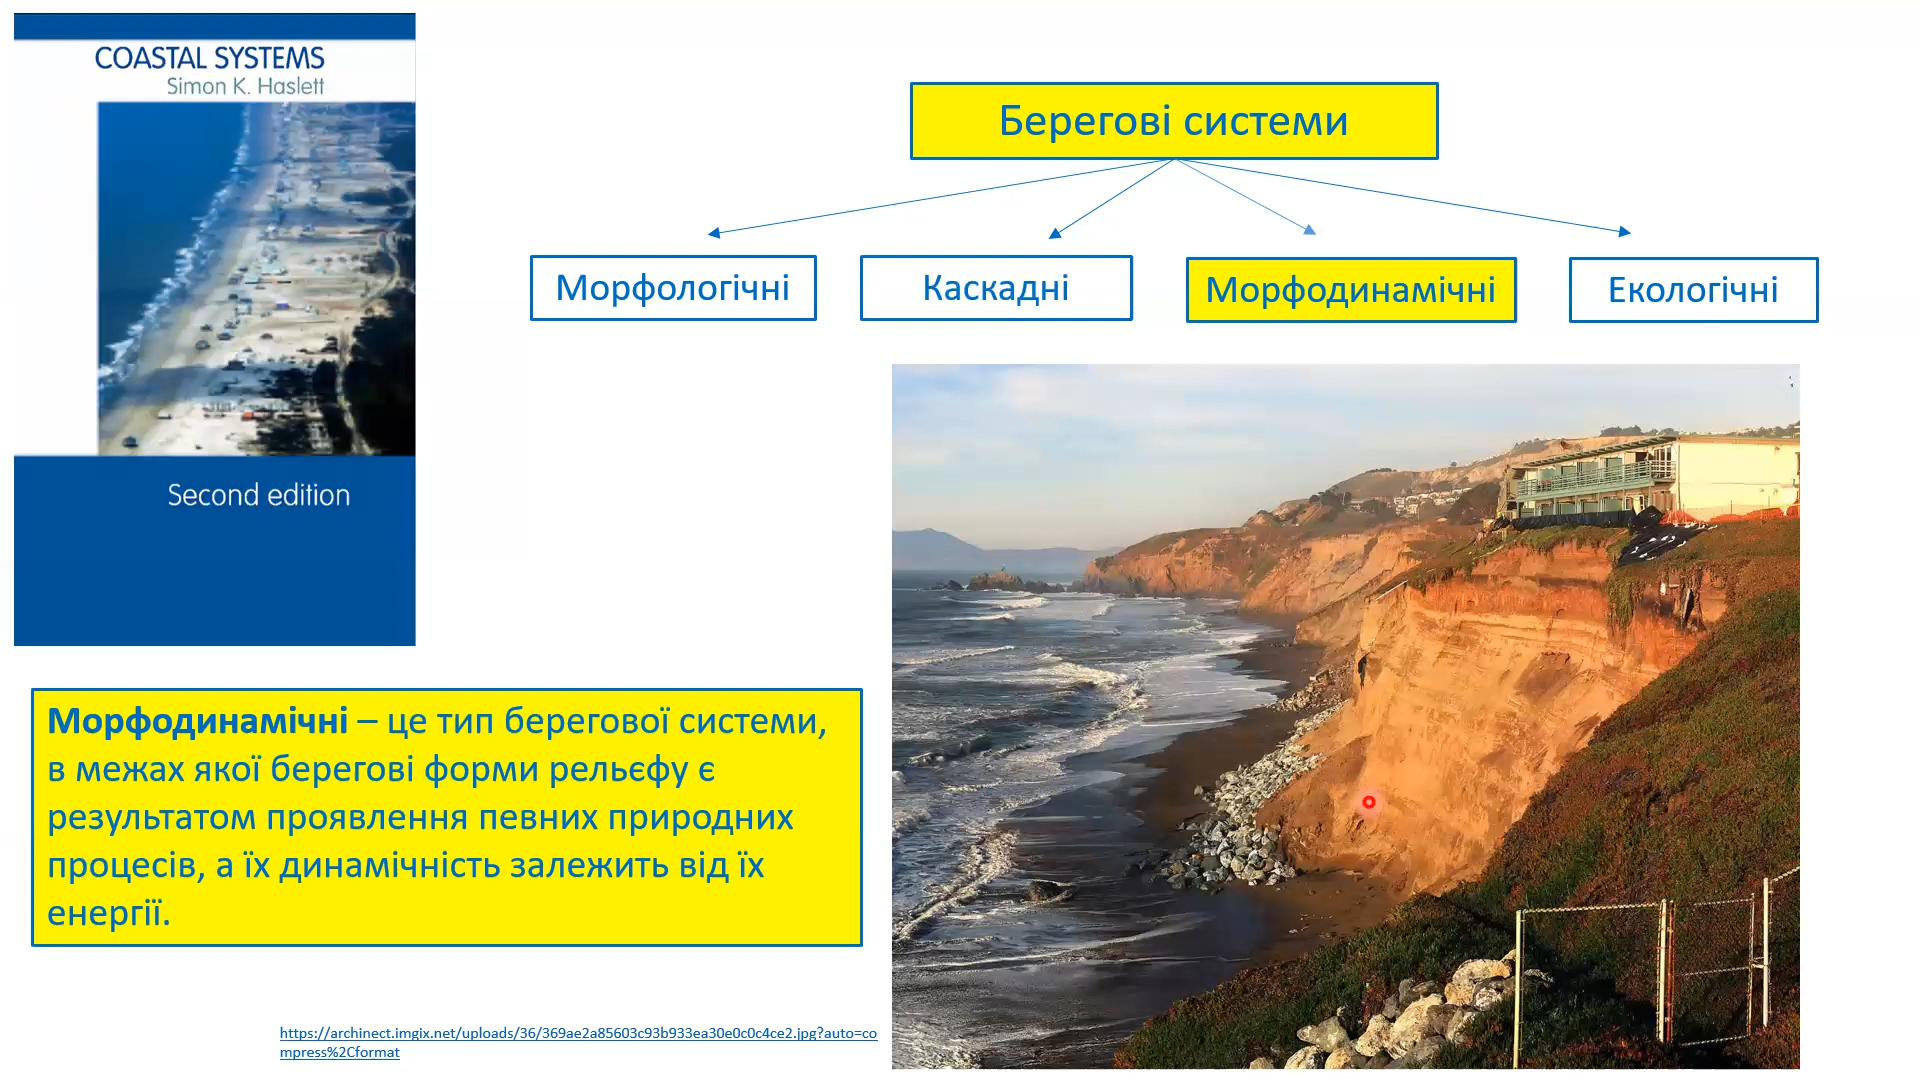 COASTAL SYSTEMS
Simon K. Haslett
Second edition
Берегові системи
Морфологічні
Каскадні
Морфодинамічні
Екологічні
Морфодинамічні – це тип берегової системи,
в межах якої берегові форми рельєфу є
результатом проявлення певних природних
процесів, а їх динамічність залежить від їх
енергії.
https://archinect.imgix.net/uploads/36/369ae2a85603c93b933ea30e0c0c4ce2.jpg?auto=co
mpress%2Cformat